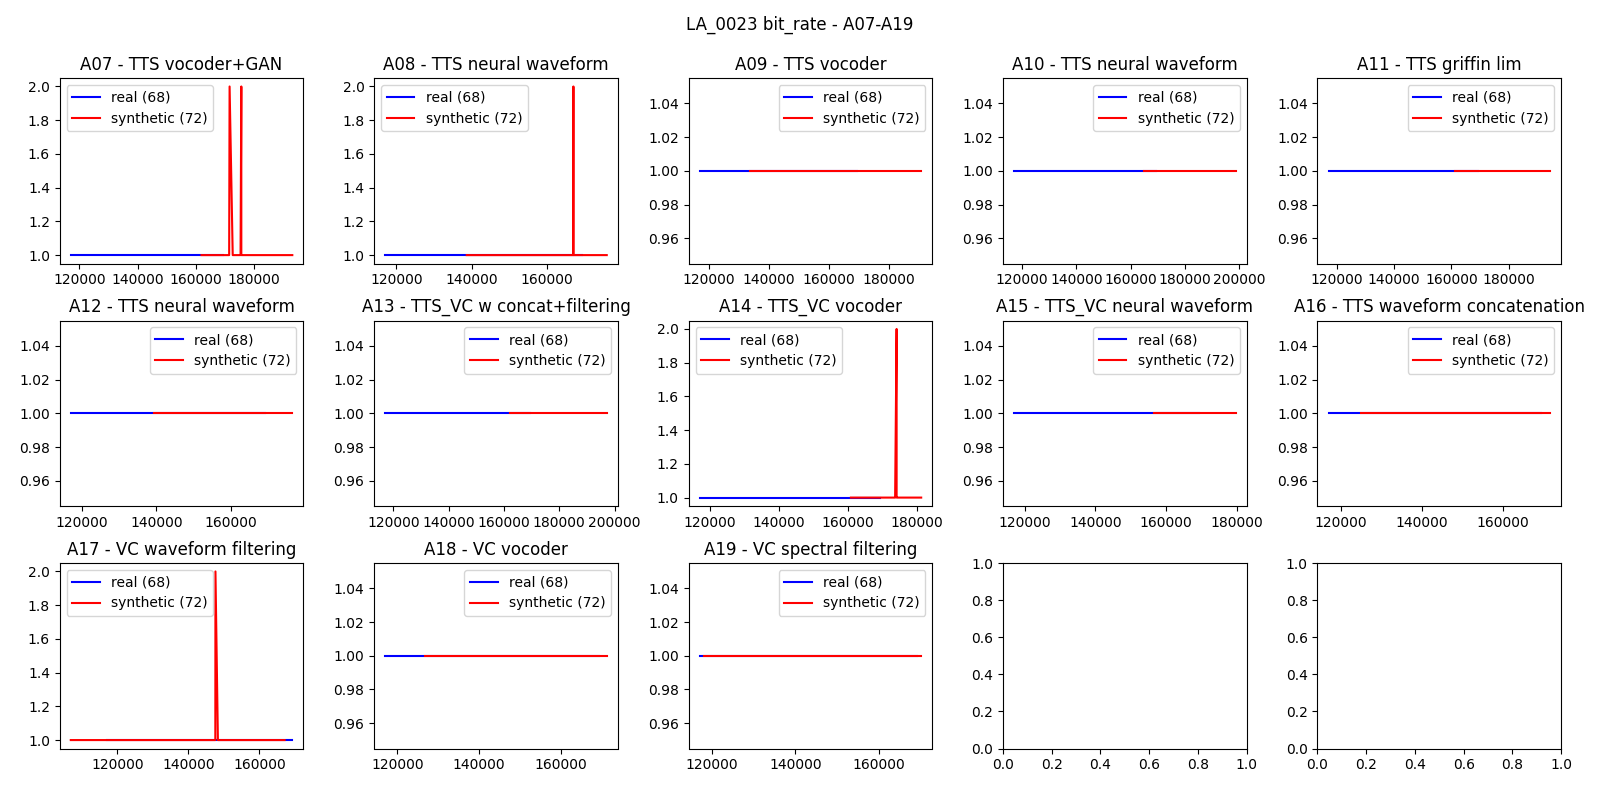 LA_0023 bit_rate - A07-A19
A07 - TTS vocoder+GAN
real (68)
synthetic (72)
2.0
1.8
1.6
1.4
1.2
1.0
120000 140000 160000 180000
A08 - TTS neural waveform
real (68)
synthetic (72)
2.0
1.8
1.6
1.4
1.2
1.0
120000 140000 160000
A09 - TTS vocoder
real (68)
synthetic (72)
1.04
1.02
1.00
0.98
0.96
120000 140000 160000 180000
A10 - TTS neural waveform
real (68)
synthetic (72)
1.04
1.02
1.00
0.98
0.96
120000 140000 160000 180000 200000
A11 - TTS griffin lim
real (68)
synthetic (72)
1.04
1.02
1.00
0.98
0.96
120000 140000 160000 180000
A12 - TTS neural waveform
real (68)
synthetic (72)
1.04
1.02
1.00
0.98
0.96
120000 140000 160000
A13 - TTS_VC w concat+filtering
real (68)
synthetic (72)
1.04
1.02
1.00
0.98
0.96
120000 140000 160000 180000 200000
A14 - TTS_VC vocoder
real (68)
synthetic (72)
2.0
1.8
1.6
1.4
1.2
1.0
120000 140000 160000 180000
A15 - TTS_VC neural waveform
real (68)
synthetic (72)
1.04
1.02
1.00
0.98
0.96
120000 140000 160000 180000
A16 - TTS waveform concatenation
real (68)
synthetic (72)
1.04
1.02
1.00
0.98
0.96
120000 140000 160000
A17 - VC waveform filtering
real (68)
synthetic (72)
2.0
1.8
1.6
1.4
1.2
1.0
120000 140000 160000
A18 - VC vocoder
real (68)
synthetic (72)
1.04
1.02
1.00
0.98
0.96
120000 140000 160000
A19 - VC spectral filtering
real (68)
synthetic (72)
1.04
1.02
1.00
0.98
0.96
120000 140000 160000
1.0
0.8
0.6
0.4
0.2
0.0
0.0 0.2 0.4 0.6 0.8 1.0
1.0
0.8
0.6
0.4
0.2
0.0
0.0 0.2 0.4 0.6 0.8 1.0